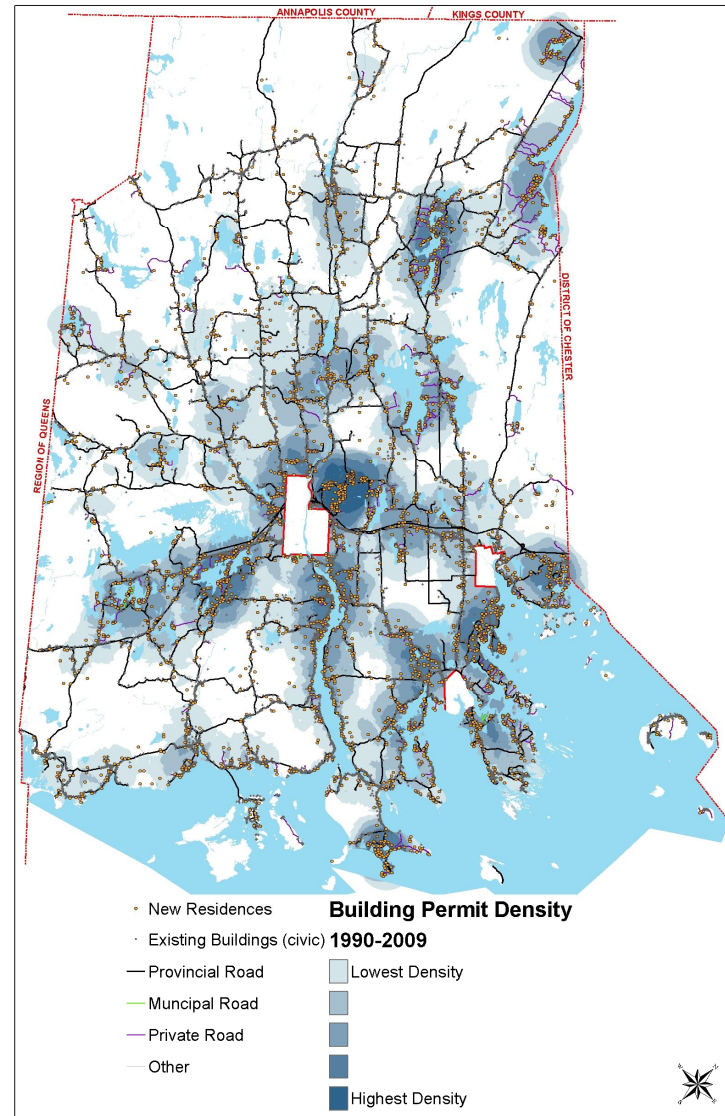 ANNAPOLIS COUNTY
KINGS COUNTY
REGION OF QUEENS
DISTRICT OF CHESTER
New Residences
Existing Buildings (civic)
Provincial Road
Muncipal Road
Private Road
Other
Building Permit Density
1990-2009
Lowest Density
Highest Density